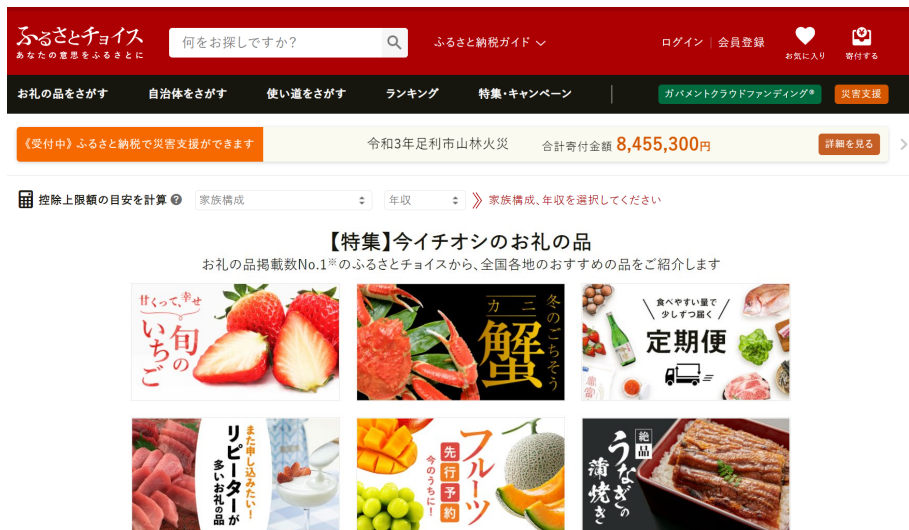 ふるさとチョイス
あなたの意思をふるさとに
何をお探しですか?
ふるさと納税ガイド
ログイン | 会員登録
お気に入り
寄付する
お礼の品をさがす
自治体をさがす
使い道をさがす
ランキング
特集・キャンペーン
ガバメントクラウドファンディング®
災害支援
《受付中》ふるさと納税で災害支援ができます
令和3年足利市山林火災
合計寄付金額 8,455,300円
詳細を見る
控除上限額の目安を計算 ?
家族構成
年収
家族構成、年収を選択してください
【特集】今イチオシのお礼の品
お礼の品掲載数No.1※のふるさとチョイスから、全国各地のおすすめの品をご紹介します
甘くって、幸せ
旬の
いちご
冬のごちそう
カニ
蟹
食べやすい量で
少しずつ届く
定期便
また申し込みたい!
リピーターが
多いお礼の品
フルーツ
先行予約
今のうちに!
絶品
うなぎの
蒲焼き